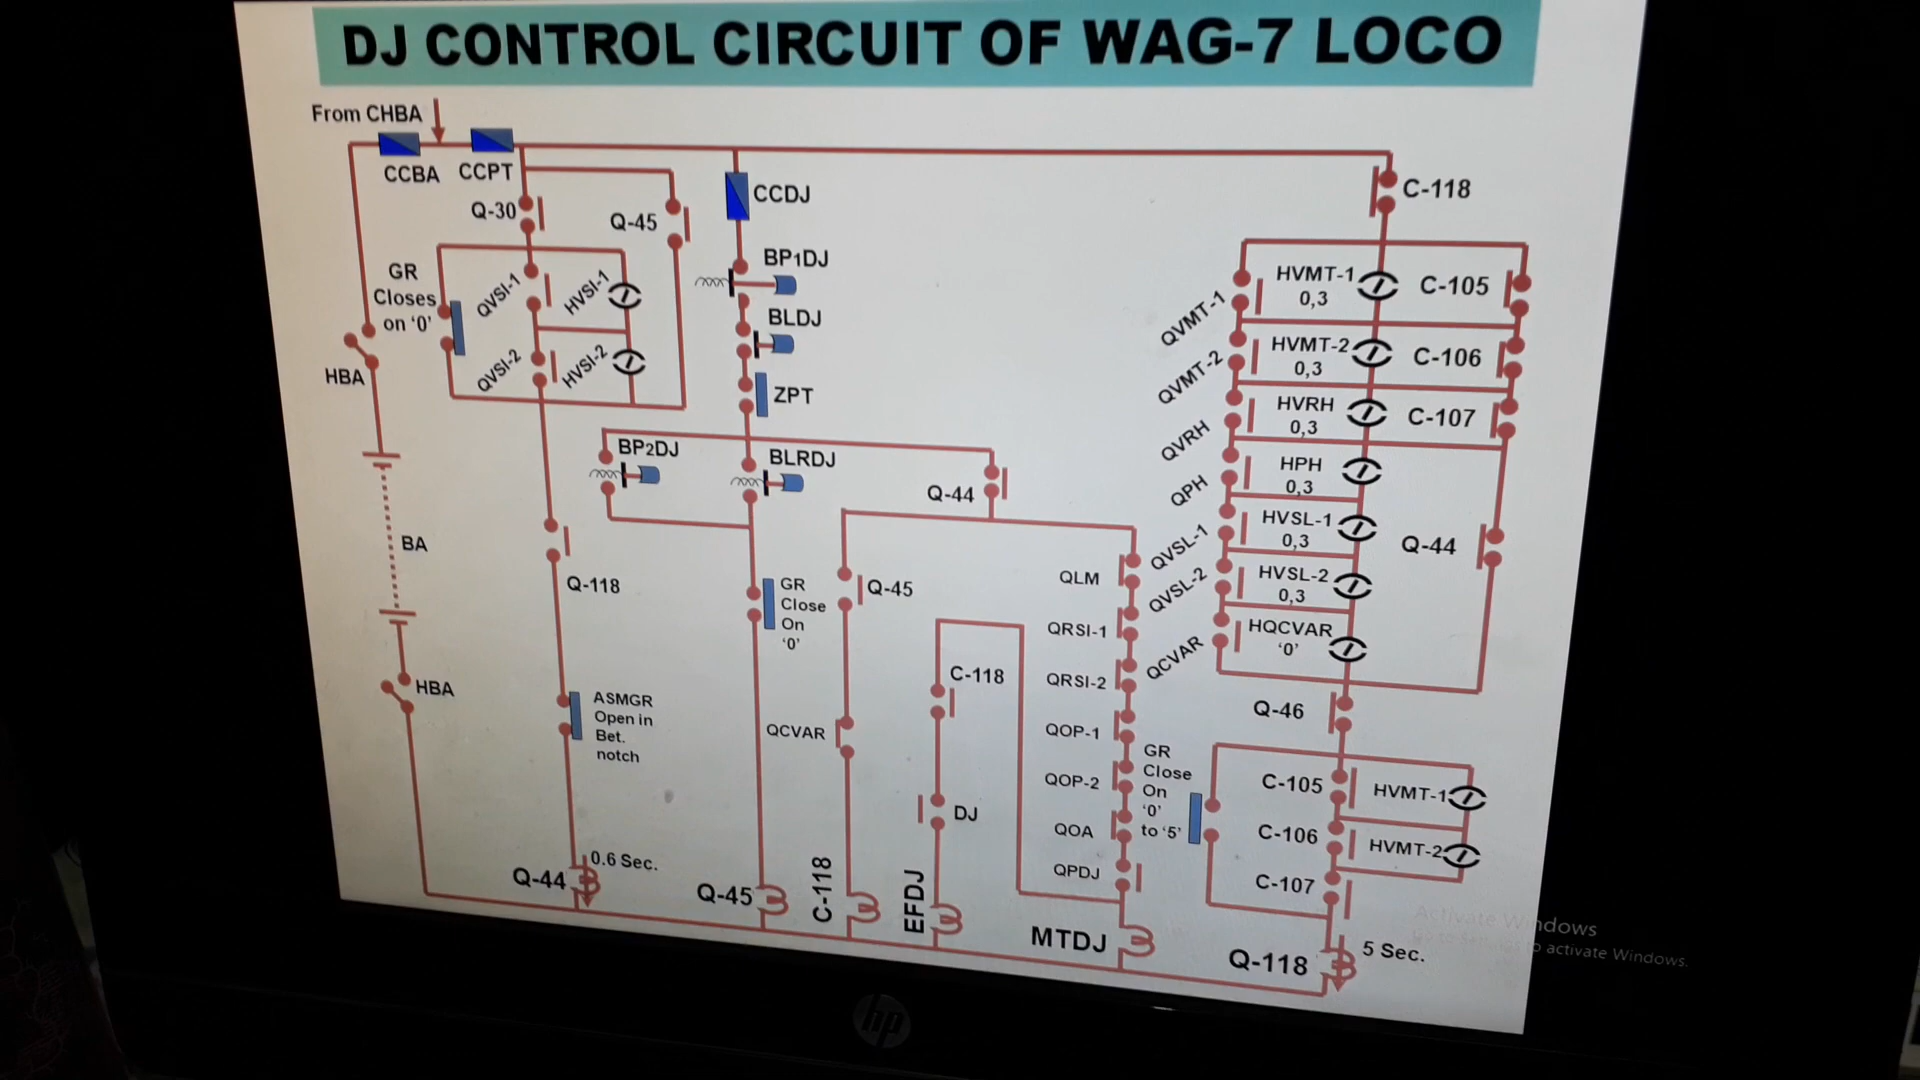 DJ CONTROL CIRCUIT OF WAG-7 LOCO
From CHBA
CCBA
CCPT
Q-30
Q-45
CCDJ
C-118
GR
Closes
on ‘0’
QVSI-1
HVSI-1
QVSI-2
HVSI-2
HBA
BP1DJ
BLDJ
ZPT
BP2DJ
BLRDJ
Q-44
BA
HBA
Q-118
ASMGR
Open in
Bet.
notch
Q-44
0.6 Sec.
GR
Close
On
‘0’
Q-45
Q-45
QCVAR
C-118
C-118
DJ
EFDJ
QLM
QRSI-1
QRSI-2
QOP-1
QOP-2
QOA
QPDJ
MTDJ
QVMT-1
HVMT-1
0,3
C-105
QVMT-2
HVMT-2
0,3
C-106
QVRH
HVRH
0,3
C-107
QPH
HPH
0,3
QVSL-1
HVSL-1
0,3
Q-44
QVSL-2
HVSL-2
0,3
QCVAR
HQCVAR
‘0’
Q-46
GR
Close
On
‘0’
to ‘5’
C-105
HVMT-1
C-106
HVMT-2
C-107
Q-118
5 Sec.
Activate Windows
to activate Windows.
hp